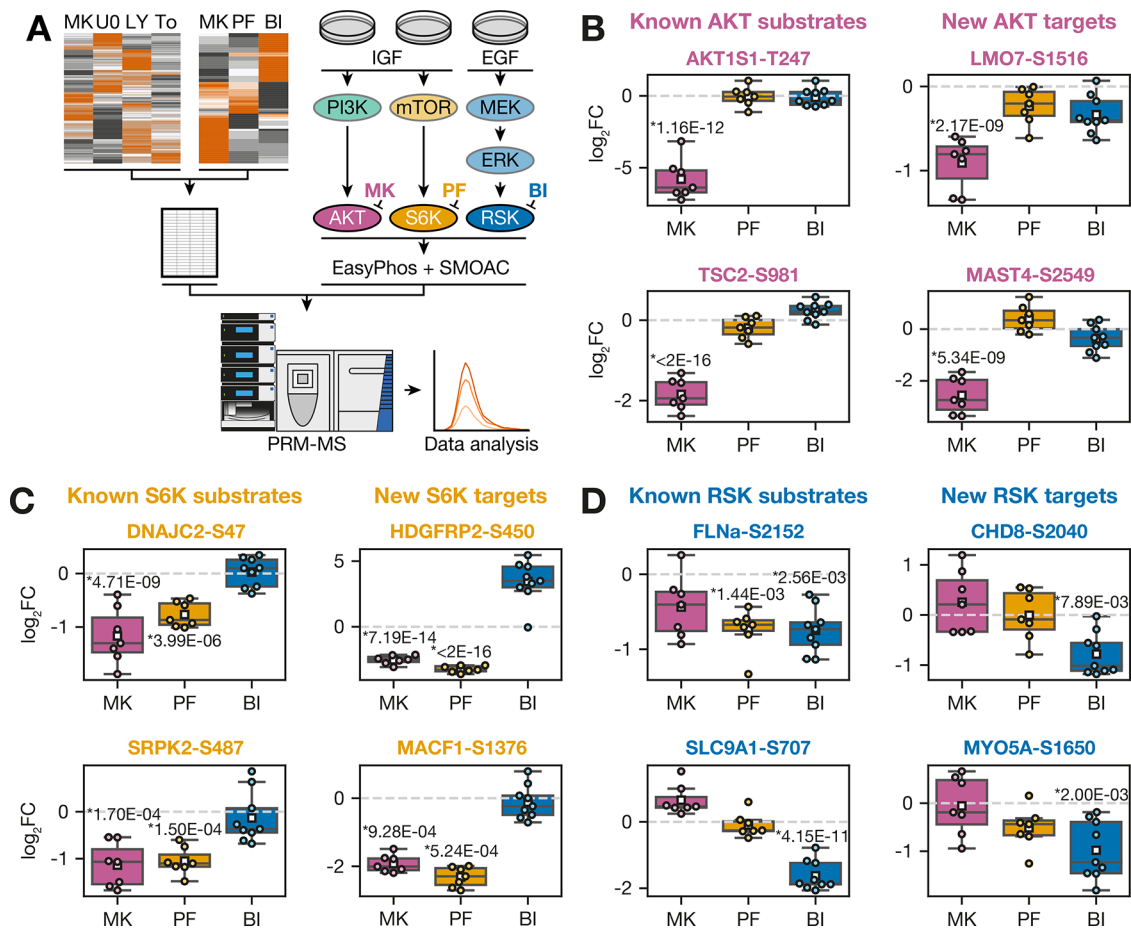 A
MK U0 LY To
MK PF BI
IGF
EGF
PI3K
mTOR
MEK
ERK
MK
PF
BI
AKT
S6K
RSK
EasyPhos + SMOAC
PRM-MS
Data analysis
B
Known AKT substrates
New AKT targets
AKT1S1-T247
log2FC
0
-5
*1.16E-12
MK PF BI
LMO7-S1516
0
-1
*2.17E-09
MK PF BI
TSC2-S981
log2FC
0
-2
*<2E-16
MK PF BI
MAST4-S2549
0
-2
*5.34E-09
MK PF BI
C
Known S6K substrates
New S6K targets
DNAJC2-S47
log2FC
0
-1
*4.71E-09
*3.99E-06
MK PF BI
HDGFRP2-S450
5
0
*7.19E-14
*<2E-16
MK PF BI
SRPK2-S487
log2FC
0
-1
*1.70E-04
*1.50E-04
MK PF BI
MACF1-S1376
0
-2
*9.28E-04
*5.24E-04
MK PF BI
D
Known RSK substrates
New RSK targets
FLNa-S2152
0
-1
*1.44E-03
*2.56E-03
MK PF BI
CHD8-S2040
1
0
-1
*7.89E-03
MK PF BI
SLC9A1-S707
0
-2
*4.15E-11
MK PF BI
MYO5A-S1650
0
-1
*2.00E-03
MK PF BI